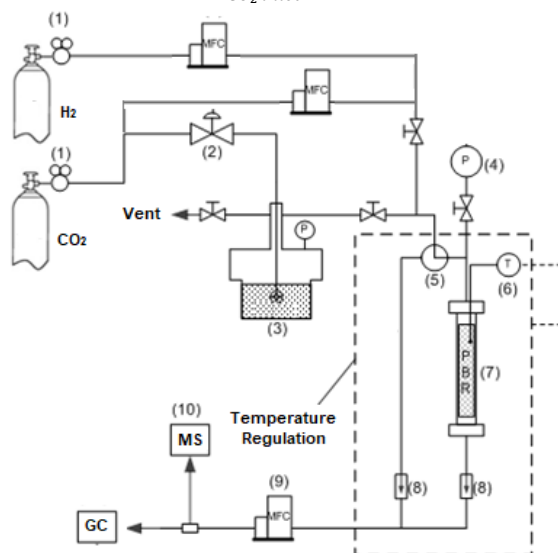 (1)
MFC
H2
MFC
(1)
(2)
P
(4)
Vent
CO2
P
(5)
T
(6)
(3)
P
B
R
(7)
(10)
Temperature
Regulation
MS
(9)
(8)
(8)
MFC
GC